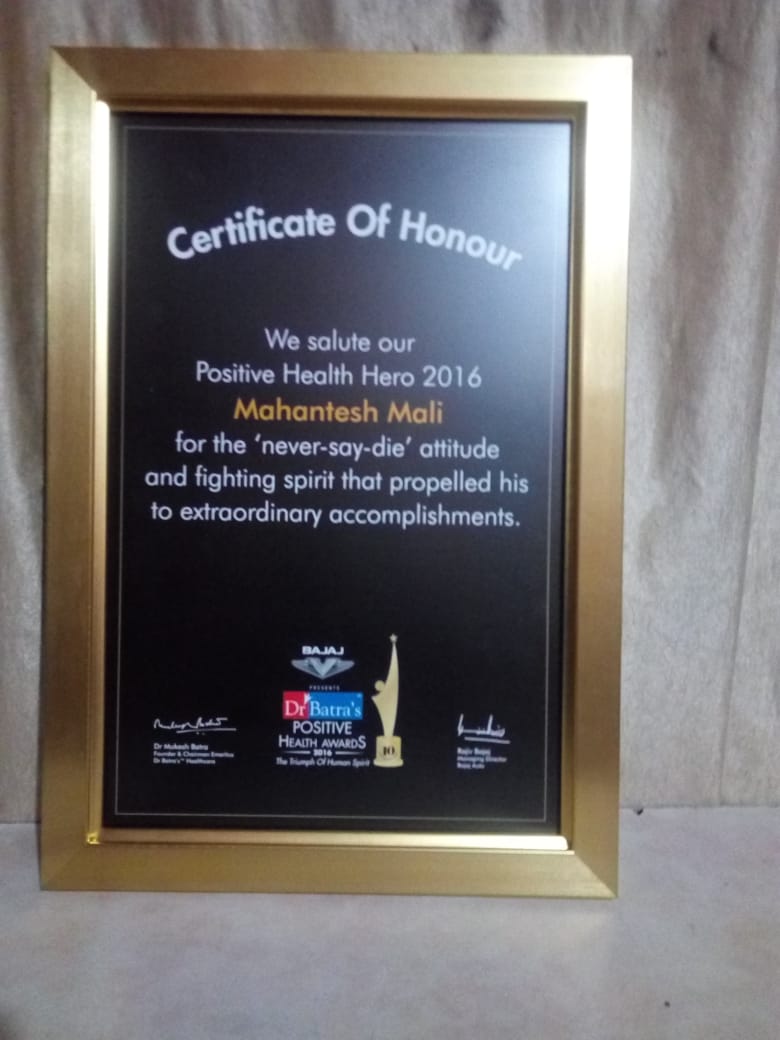 Certificate Of Honour
We salute our
Positive Health Hero 2016
Mahantesh Mali
for the ‘never-say-die’ attitude
and fighting spirit that propelled his
to extraordinary accomplishments.
BAJAJ
PRESENTS
Dr Batra's
POSITIVE
HEALTH AWARDS
2016
The Triumph Of Human Spirit
10
Dr Mukesh Batra
Founder & Chairman Emeritus
Dr Batra's™ Healthcare
Rajiv Bajaj
Managing Director
Bajaj Auto